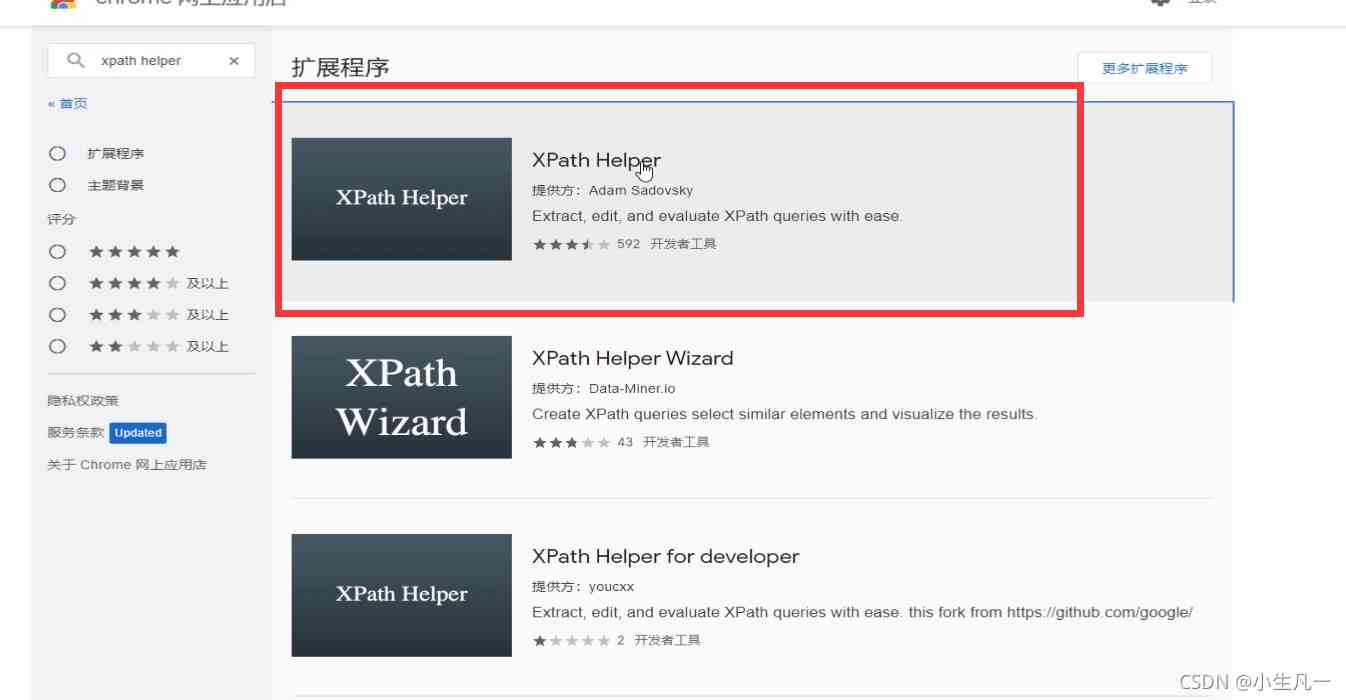 chrome 网上应用店
登录
xpath helper
« 首页
扩展程序
主题背景
评分
及以上
及以上
及以上
隐私权政策
服务条款 Updated
关于 Chrome 网上应用店
扩展程序
更多扩展程序
XPath Helper
XPath Helper
提供方：Adam Sadovsky
Extract, edit, and evaluate XPath queries with ease.
592 开发者工具
XPath
Wizard
XPath Helper Wizard
提供方：Data-Miner.io
Create XPath queries select similar elements and visualize the results.
43 开发者工具
XPath Helper
XPath Helper for developer
提供方：youcxx
Extract, edit, and evaluate XPath queries with ease. this fork from https://github.com/google/
2 开发者工具
CSDN @小生凡一